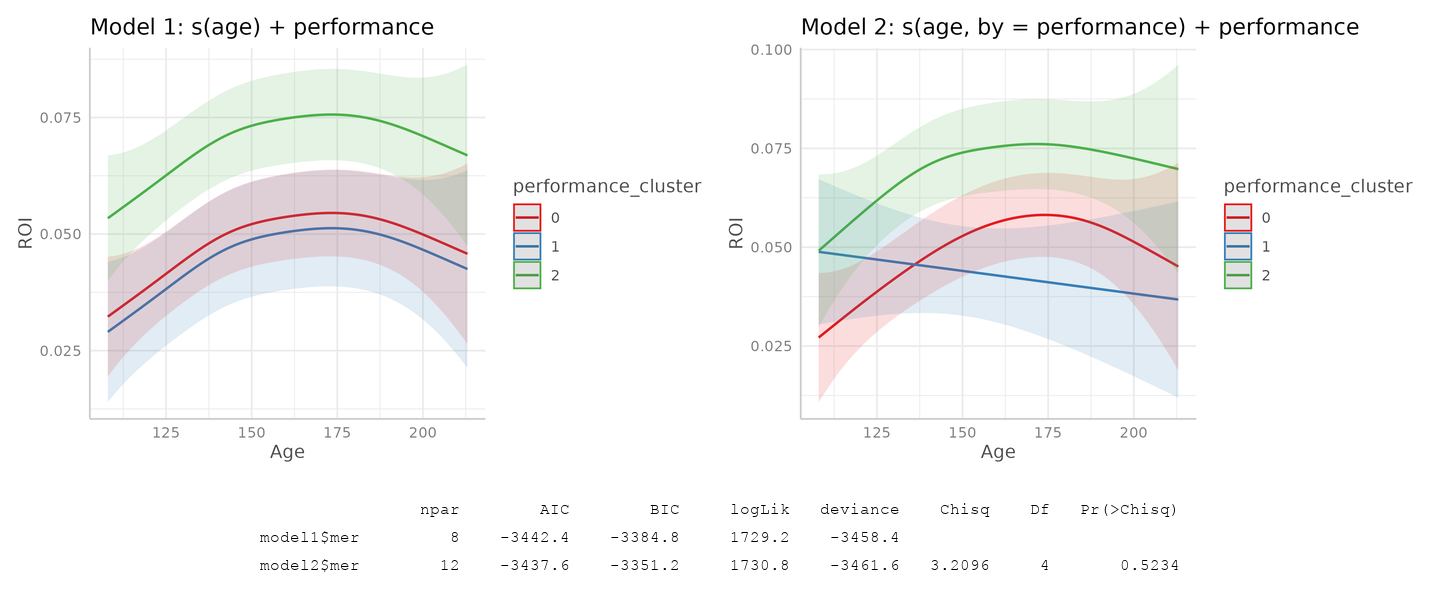 Model 1: s(age) + performance
0.075
0.050
0.025
ROI
125 150 175 200
Age
performance_cluster
0
1
2
Model 2: s(age, by = performance) + performance
0.100
0.075
0.050
0.025
ROI
125 150 175 200
Age
performance_cluster
0
1
2
npar AIC BIC logLik deviance Chisq Df Pr(>Chisq)
model1$mer 8 -3442.4 -3384.8 1729.2 -3458.4
model2$mer 12 -3437.6 -3351.2 1730.8 -3461.6 3.2096 4 0.5234